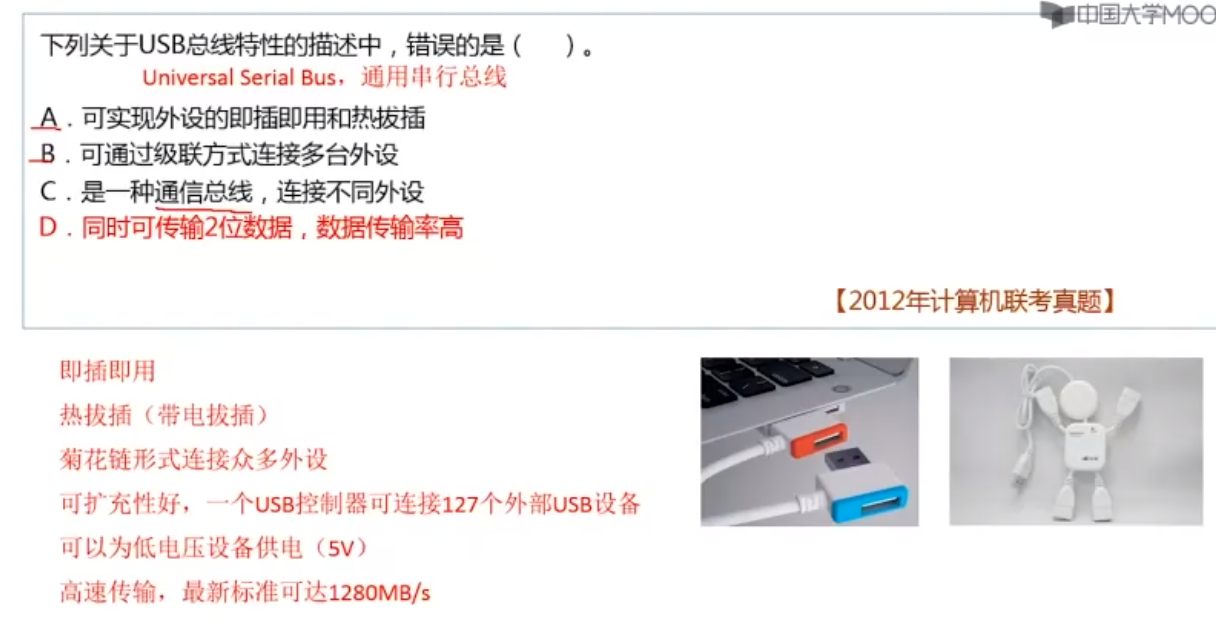 中国大学MOO
下列关于USB总线特性的描述中，错误的是（　　）。
Universal Serial Bus，通用串行总线
A．可实现外设的即插即用和热拔插
B．可通过级联方式连接多台外设
C．是一种通信总线，连接不同外设
D．同时可传输2位数据，数据传输率高
【2012年计算机联考真题】
即插即用
热拔插（带电拔插）
菊花链形式连接众多外设
可扩充性好，一个USB控制器可连接127个外部USB设备
可以为低电压设备供电（5V）
高速传输，最新标准可达1280MB/s